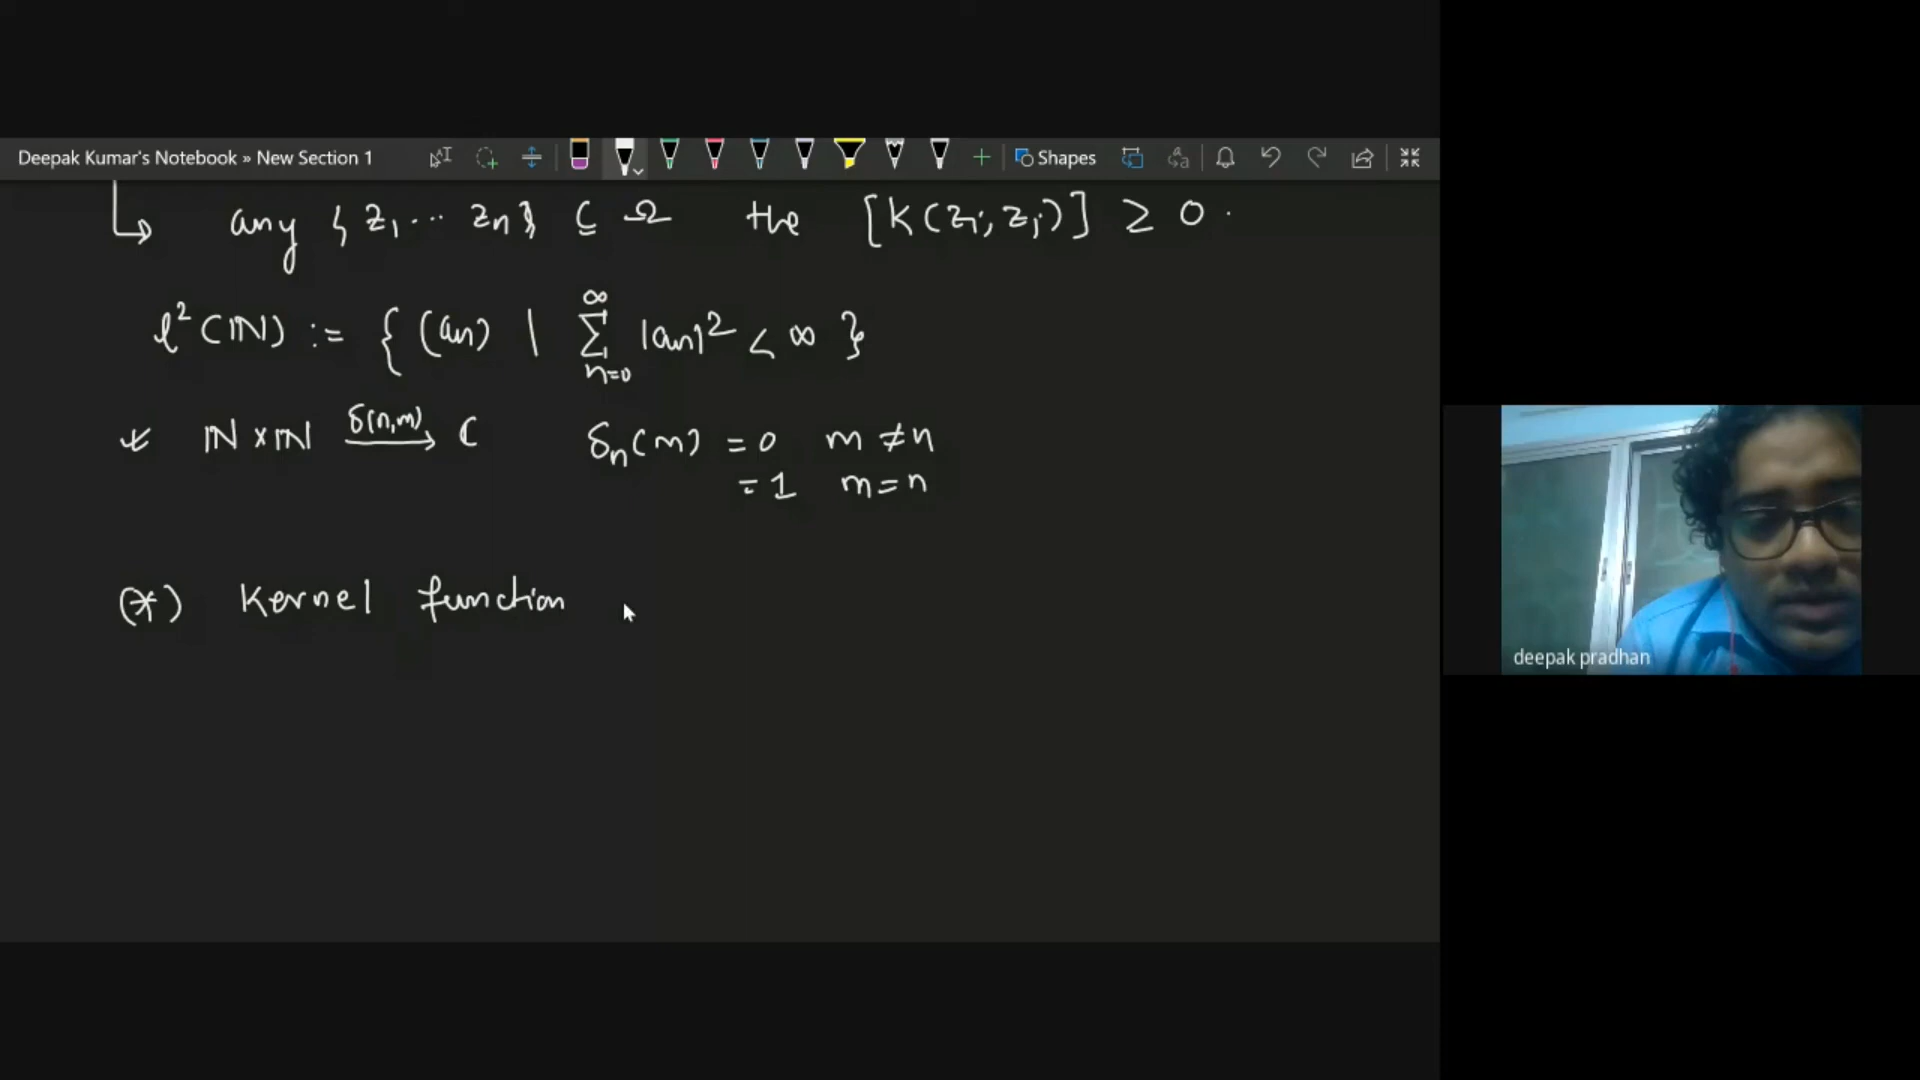 Deepak Kumar's Notebook » New Section 1
Shapes
any {z₁ ... zₙ} ⊆ Ω the [K(zᵢ, zⱼ)] ≥ 0 .
ℓ²(ℕ) := { (aₙ) | ∑_{n=0}^{∞} |aₙ|² < ∞ }
* ℕ × ℕ \xrightarrow{δ(n,m)} ℂ δₙ(m) = 0 m ≠ n
= 1 m = n
(*) Kernel function
deepak pradhan